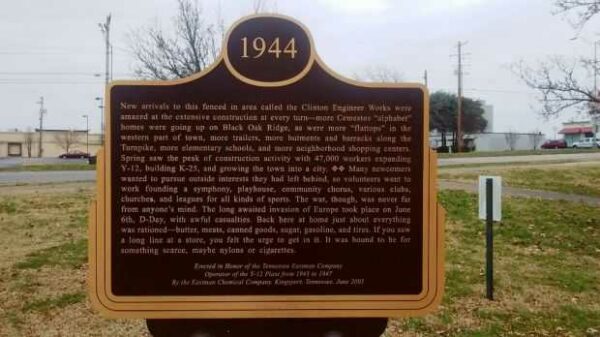 1944
New arrivals to this fenced in area called the Clinton Engineer Works were
amazed at the extensive construction at every turn—more Cemestos "alphabet"
homes were going up on Black Oak Ridge, as were more "flattops" in the
western part of town, more trailers, more hutments and barracks along the
Turnpike, more elementary schools, and more neighborhood shopping centers.
Spring saw the peak of construction activity with 47,000 workers expanding
Y-12, building K-25, and growing the town into a city. ❖❖ Many newcomers
wanted to pursue outside interests they had left behind, so volunteers went to
work founding a symphony, playhouse, community chorus, various clubs,
churches, and leagues for all kinds of sports. The war, though, was never far
from anyone's mind. The long awaited invasion of Europe took place on June
6th, D-Day, with awful casualties. Back here at home just about everything
was rationed—butter, meats, canned goods, sugar, gasoline, and tires. If you saw
a long line at a store, you felt the urge to get in it. It was bound to be for
something scarce, maybe nylons or cigarettes.
Erected in Honor of the Tennessee Eastman Company
Operator of the Y-12 Plant from 1943 to 1947
By the Eastman Chemical Company, Kingsport, Tennessee, June 2005